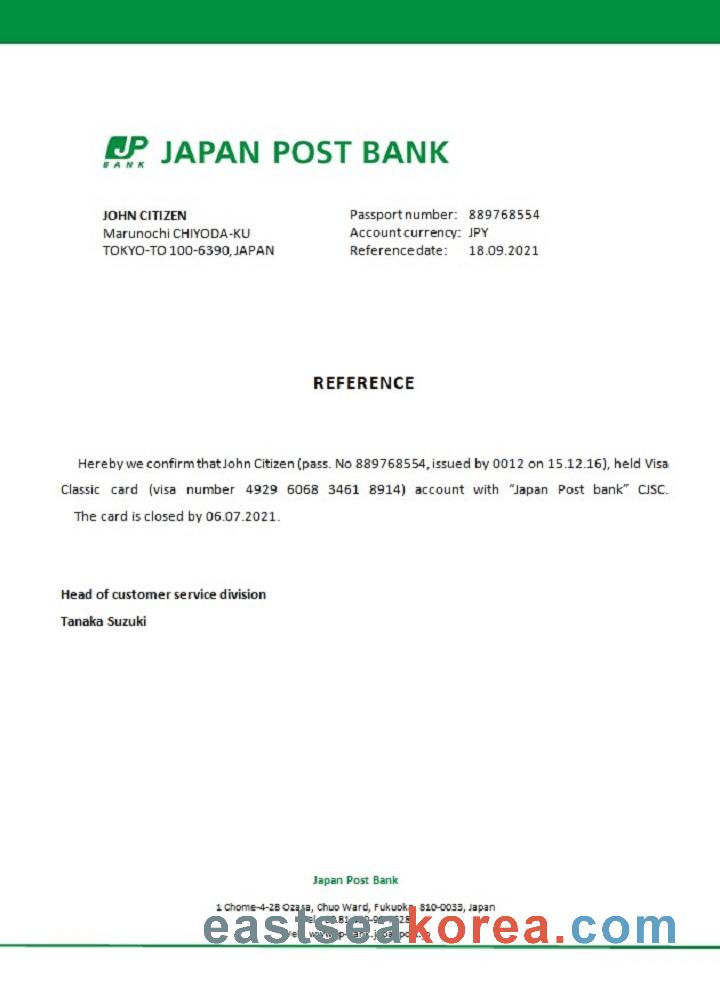 JP
BANK
JAPAN POST BANK
JOHN CITIZEN
Marunochi CHIYODA-KU
TOKYO-TO 100-6390, JAPAN
Passport number: 889768554
Account currency: JPY
Reference date: 18.09.2021
REFERENCE
Hereby we confirm that John Citizen (pass. No 889768554, issued by 0012 on 15.12.16), held Visa
Classic card (visa number 4929 6068 3461 8914) account with “Japan Post bank” CJSC.
The card is closed by 06.07.2021.
Head of customer service division
Tanaka Suzuki
Japan Post Bank
1 Chome-4-28 Ozasa, Chuo Ward, Fukuoka, 810-0033, Japan
eastseakorea.com